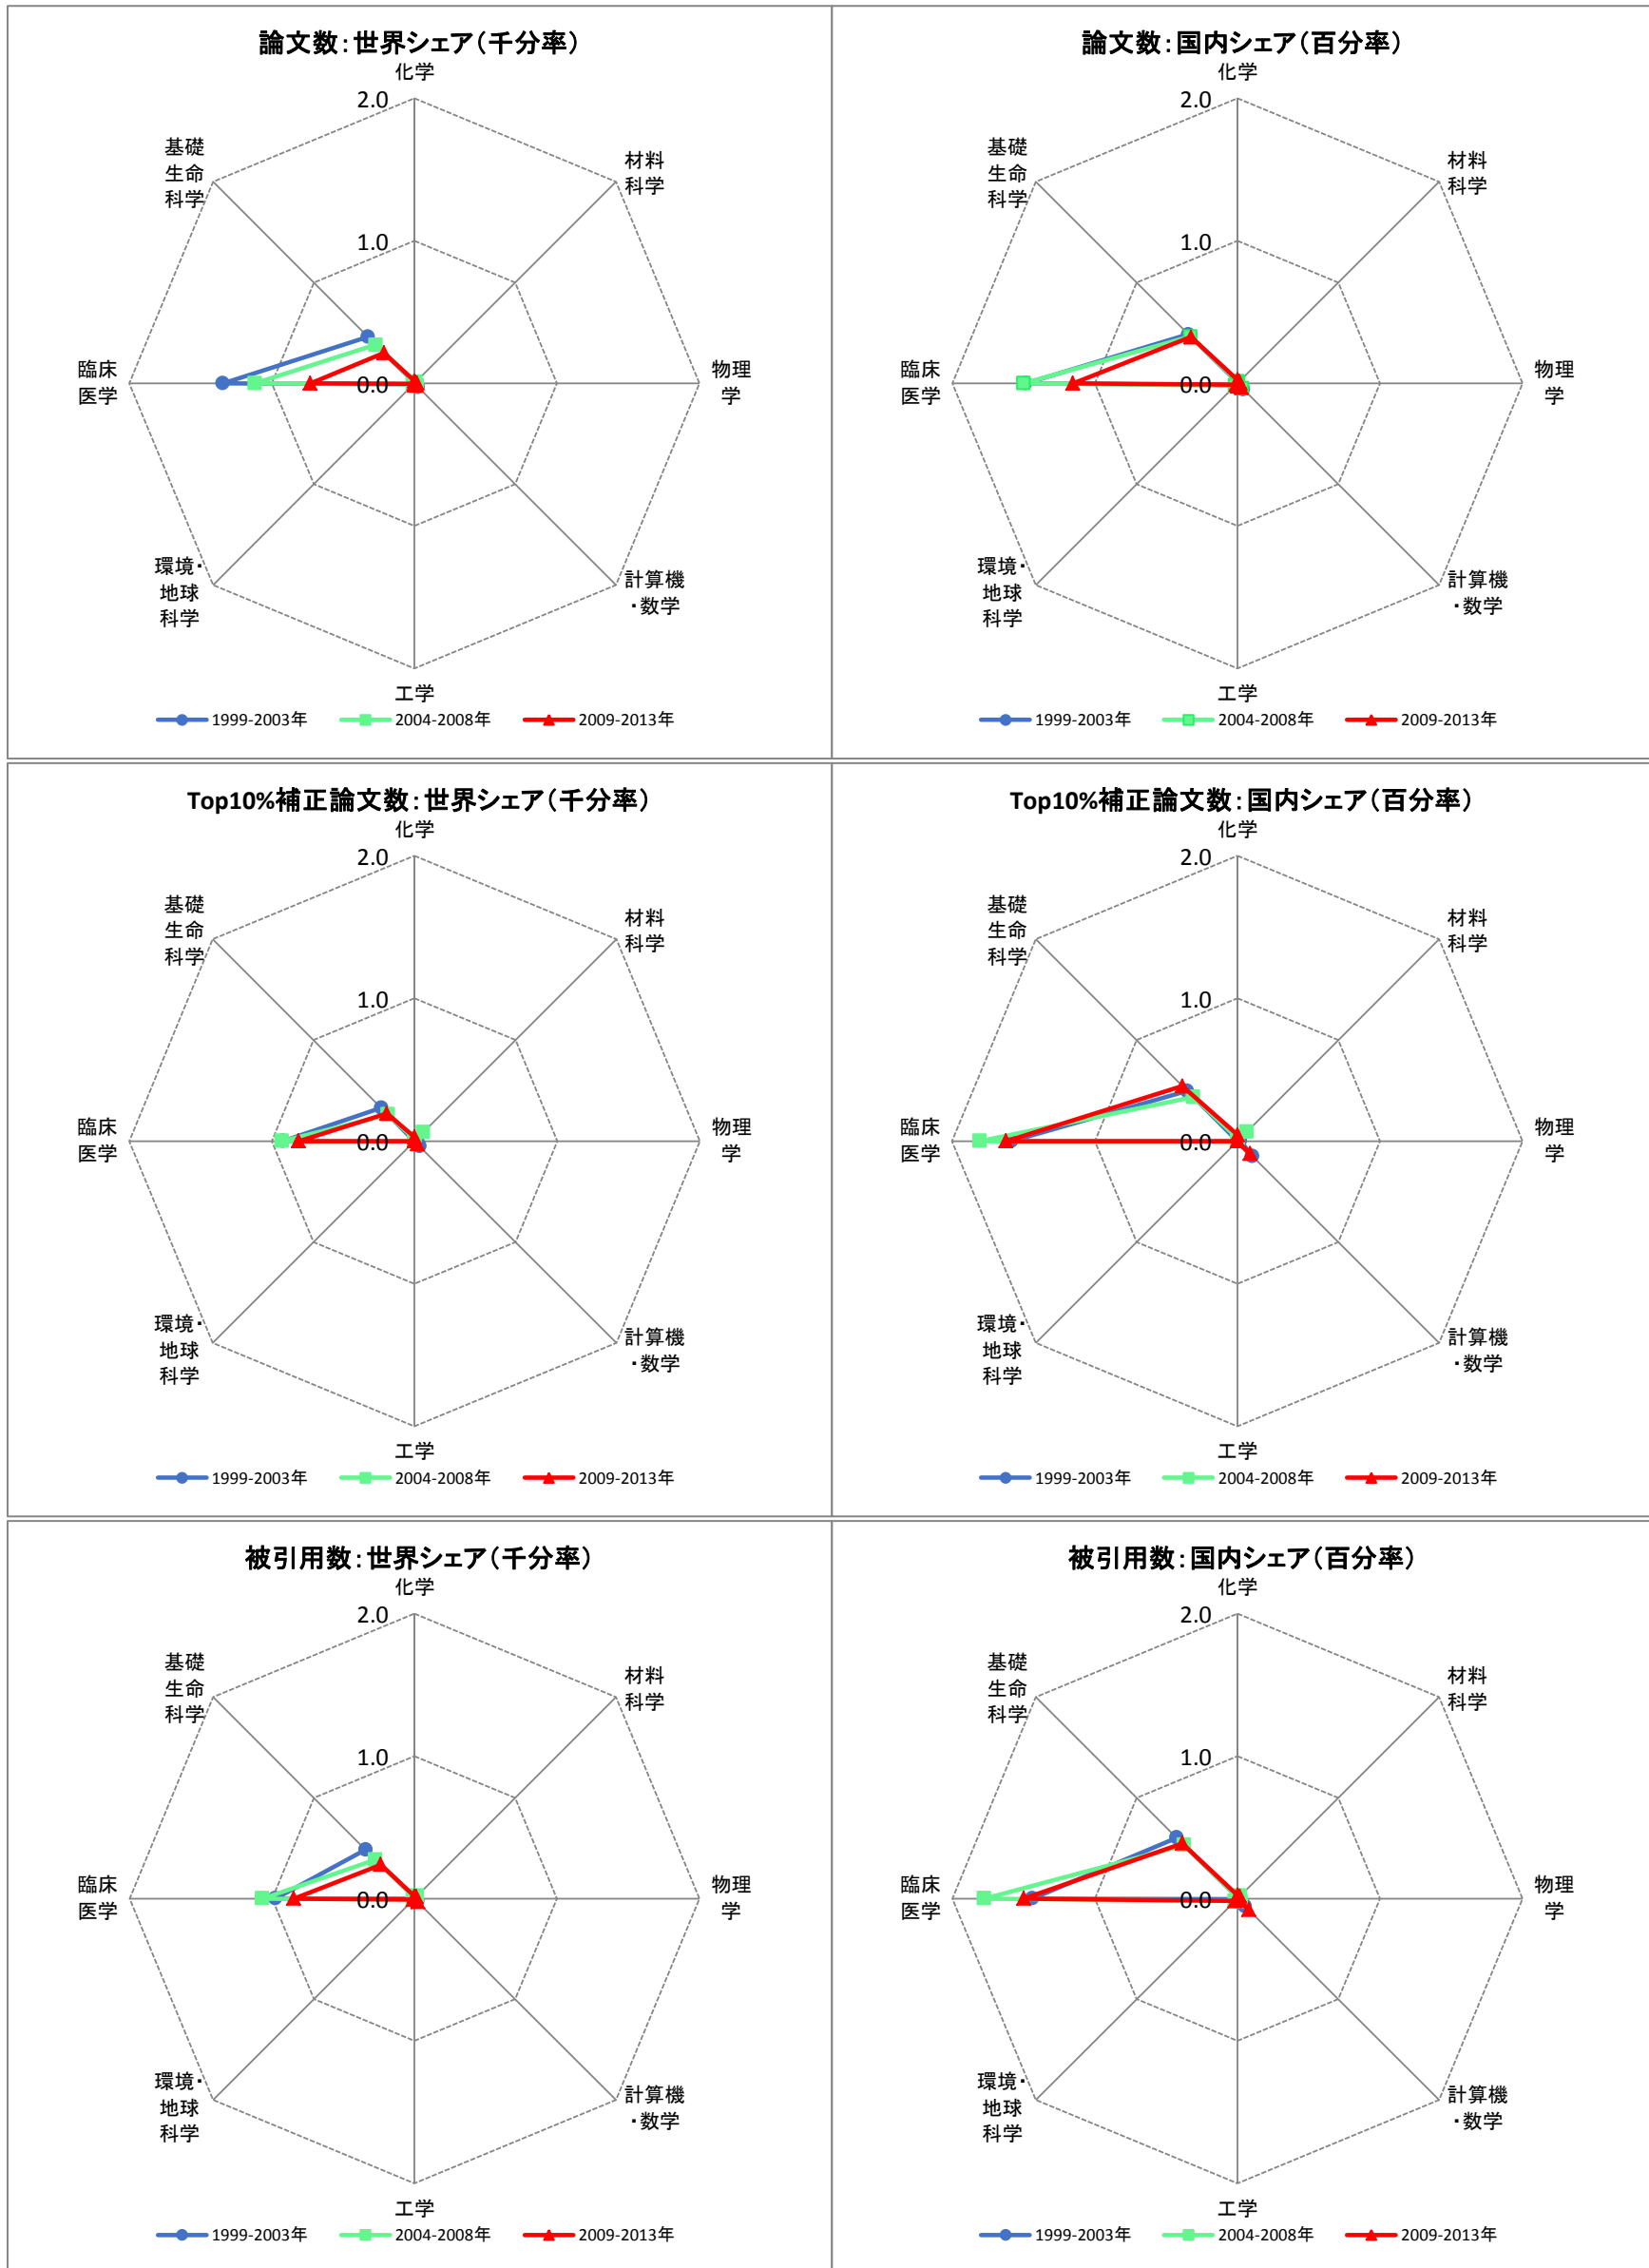 論文数：世界シェア（千分率）
化学
2.0
基礎
生命
科学
材料
科学
1.0
臨床
医学
0.0
物理
学
環境・
地球
科学
計算機
・数学
工学
1999-2003年 2004-2008年 2009-2013年
論文数：国内シェア（百分率）
化学
2.0
基礎
生命
科学
材料
科学
1.0
臨床
医学
0.0
物理
学
環境・
地球
科学
計算機
・数学
工学
1999-2003年 2004-2008年 2009-2013年
Top10%補正論文数：世界シェア（千分率）
化学
2.0
基礎
生命
科学
材料
科学
1.0
臨床
医学
0.0
物理
学
環境・
地球
科学
計算機
・数学
工学
1999-2003年 2004-2008年 2009-2013年
Top10%補正論文数：国内シェア（百分率）
化学
2.0
基礎
生命
科学
材料
科学
1.0
臨床
医学
0.0
物理
学
環境・
地球
科学
計算機
・数学
工学
1999-2003年 2004-2008年 2009-2013年
被引用数：世界シェア（千分率）
化学
2.0
基礎
生命
科学
材料
科学
1.0
臨床
医学
0.0
物理
学
環境・
地球
科学
計算機
・数学
工学
1999-2003年 2004-2008年 2009-2013年
被引用数：国内シェア（百分率）
化学
2.0
基礎
生命
科学
材料
科学
1.0
臨床
医学
0.0
物理
学
環境・
地球
科学
計算機
・数学
工学
1999-2003年 2004-2008年 2009-2013年